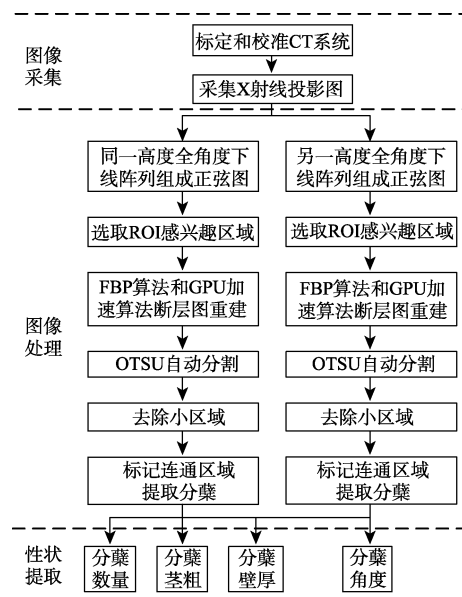 图像
采集
标定和校准CT系统
采集X射线投影图
图像
处理
同一高度全角度下
线阵列组成正弦图
选取ROI感兴趣区域
FBP算法和GPU加
速算法断层图重建
OTSU自动分割
去除小区域
标记连通区域
提取分蘖
另一高度全角度下
线阵列组成正弦图
选取ROI感兴趣区域
FBP算法和GPU加
速算法断层图重建
OTSU自动分割
去除小区域
标记连通区域
提取分蘖
性状
提取
分蘖
数量
分蘖
茎粗
分蘖
壁厚
分蘖
角度